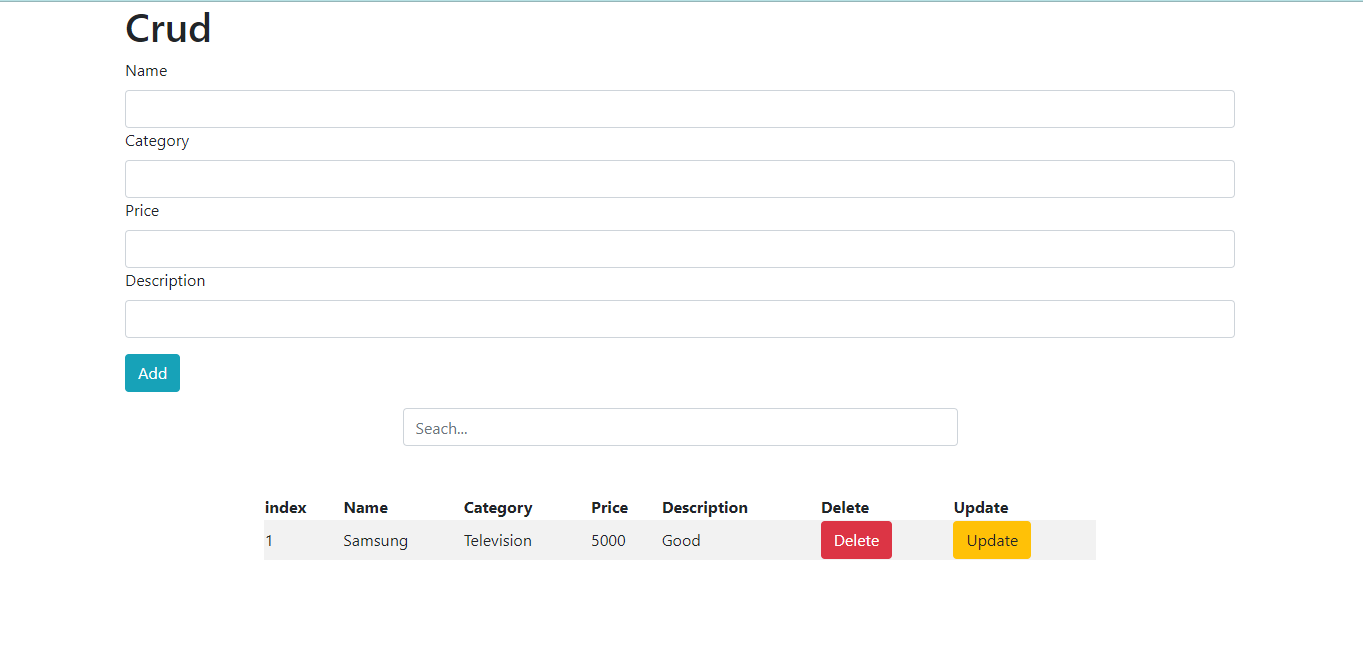 Crud
Name
Category
Price
Description
Add
Seach...
index Name Category Price Description Delete Update
1 Samsung Television 5000 Good Delete Update